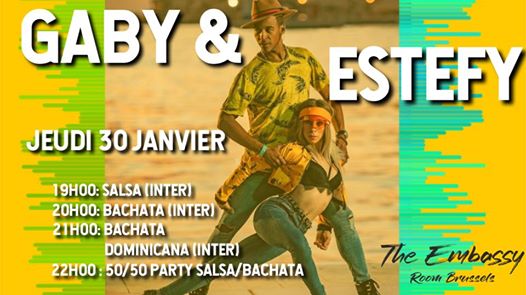 GABY &
ESTEFY
JEUDI 30 JANVIER
19H00: SALSA (INTER)
20H00: BACHATA (INTER)
21H00: BACHATA
DOMINICANA (INTER)
22H00 : 50/50 PARTY SALSA/BACHATA
The Embassy
Room Brussels